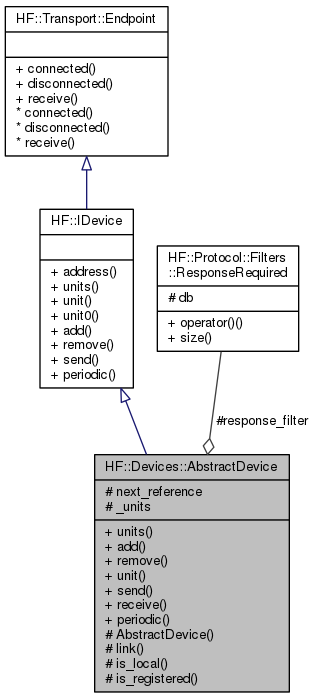 HF::Transport::Endpoint
+ connected()
+ disconnected()
+ receive()
* connected()
* disconnected()
* receive()
HF::IDevice
+ address()
+ units()
+ unit()
+ unit0()
+ add()
+ remove()
+ send()
+ periodic()
HF::Protocol::Filters
::ResponseRequired
# db
+ operator()()
+ size()
#response_filter
HF::Devices::AbstractDevice
# next_reference
# _units
+ units()
+ add()
+ remove()
+ unit()
+ send()
+ receive()
+ periodic()
# AbstractDevice()
# link()
# is_local()
# is_registered()